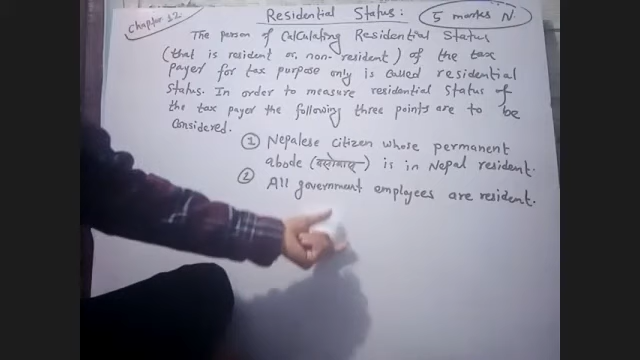 Chapter 12
Residential Status:
5 marks N.
The person of calculating Residential Status
(that is resident or non-resident) of the tax
payer for tax purpose only is called residential
status. In order to measure residential status of
the tax payer the following three points are to be
considered.
① Nepalese citizen whose permanent
abode (बसोबास) is in Nepal resident.
② All government employees are resident.